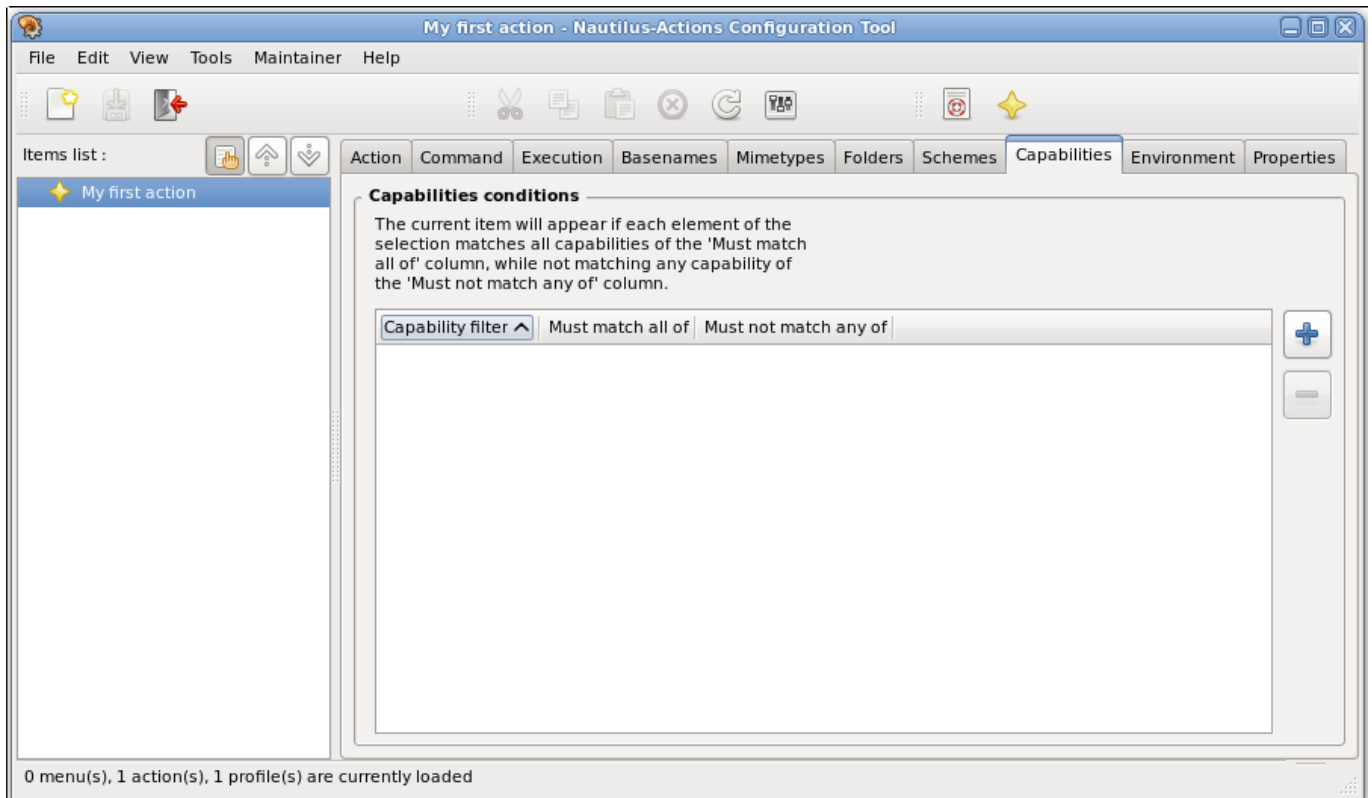 My first action - Nautilus-Actions Configuration Tool
File Edit View Tools Maintainer Help
Items list :
Action Command Execution Basenames Mimetypes Folders Schemes Capabilities Environment Properties
My first action
Capabilities conditions
The current item will appear if each element of the
selection matches all capabilities of the 'Must match
all of' column, while not matching any capability of
the 'Must not match any of' column.
Capability filter Must match all of Must not match any of
0 menu(s), 1 action(s), 1 profile(s) are currently loaded